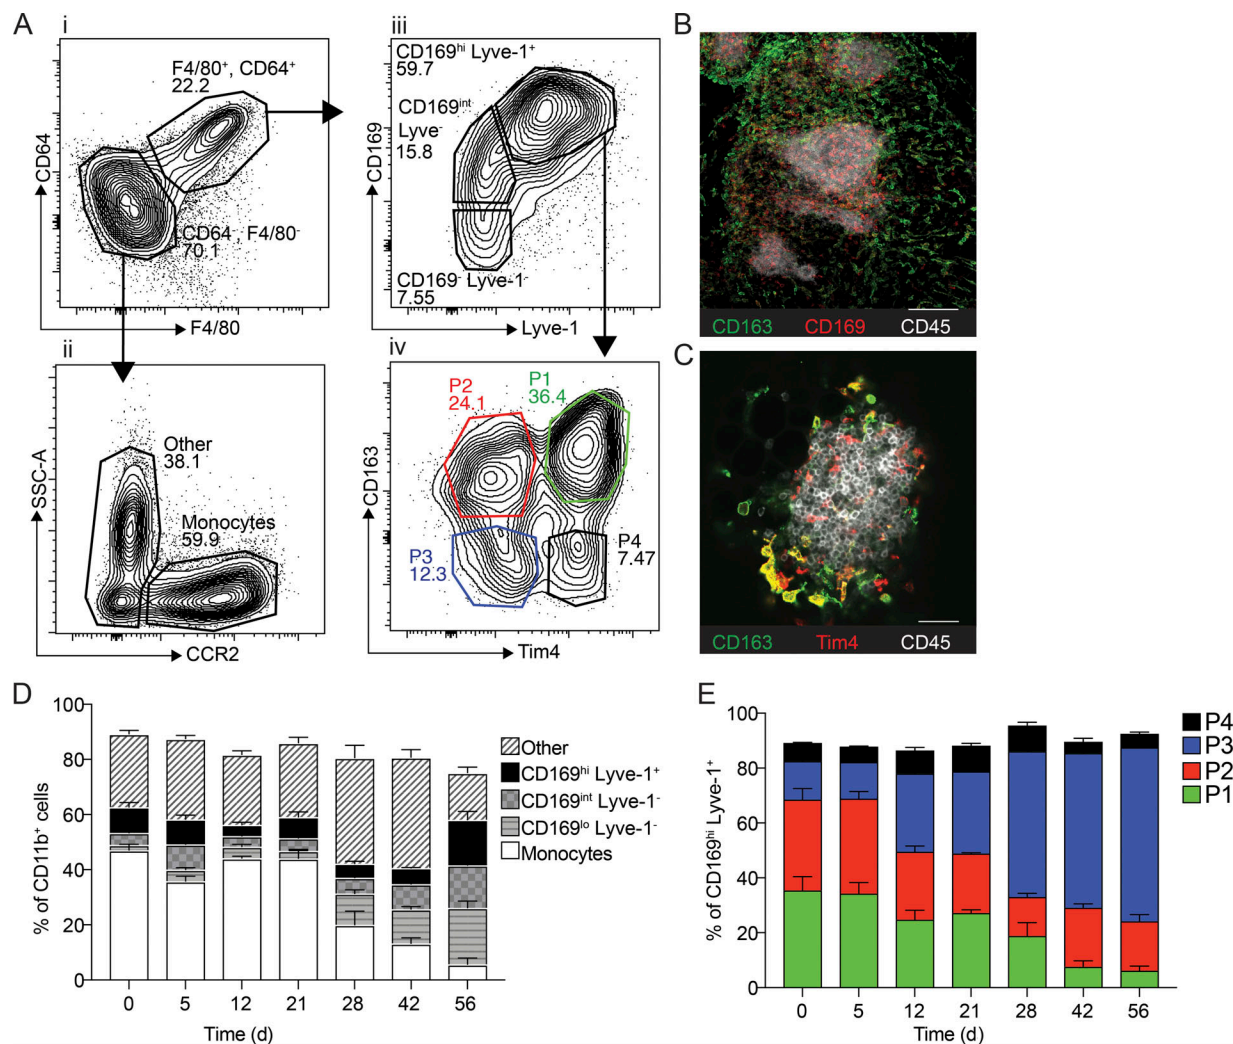 A
i
F4/80⁺, CD64⁺
22.2
CD64
CD64⁻, F4/80⁻
70.1
F4/80
ii
SSC-A
Other
38.1
Monocytes
59.9
CCR2
iii
CD169ʰⁱ Lyve-1⁺
59.7
CD169ⁱⁿᵗ
Lyve⁻
15.8
CD169
CD169⁻ Lyve-1⁻
7.55
Lyve-1
iv
P2
24.1
P1
36.4
CD163
P3
12.3
P4
7.47
Tim4
B
CD163 CD169 CD45
C
CD163 Tim4 CD45
D
% of CD11b⁺ cells
100
80
60
40
20
0
0 5 12 21 28 42 56
Time (d)
Other
CD169ʰⁱ Lyve-1⁺
CD169ⁱⁿᵗ Lyve-1⁻
CD169ˡᵒ Lyve-1⁻
Monocytes
E
% of CD169ʰⁱ Lyve-1⁺
100
80
60
40
20
0
0 5 12 21 28 42 56
Time (d)
P4
P3
P2
P1